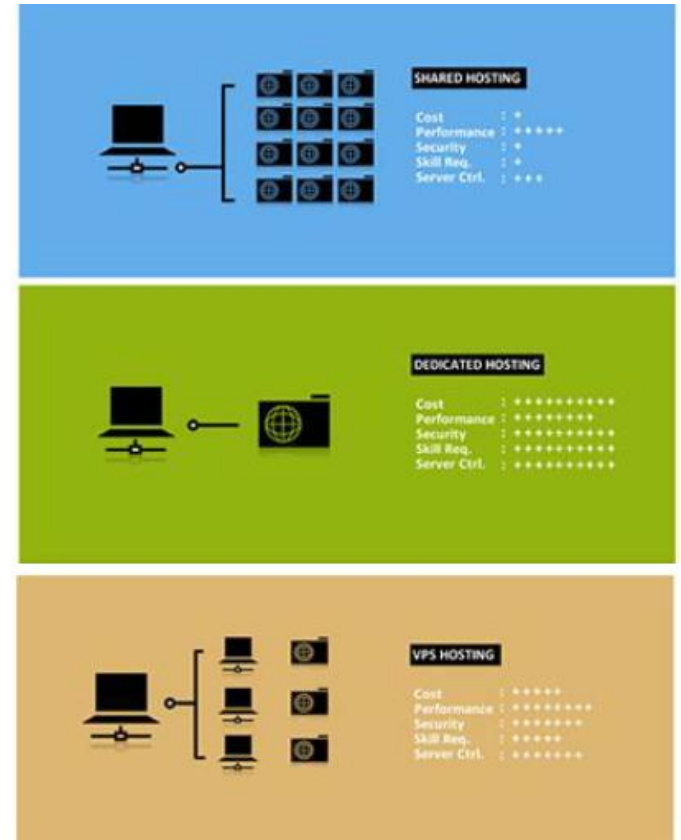 SHARED HOSTING
Cost : +
Performance : +++++
Security : +
Skill Req. : +
Server Ctrl. : +++
DEDICATED HOSTING
Cost : ++++++++++
Performance : ++++++++
Security : ++++++++++
Skill Req. : ++++++++++
Server Ctrl. : ++++++++++
VPS HOSTING
Cost : +++++
Performance : ++++++++
Security : +++++++
Skill Req. : +++++
Server Ctrl. : +++++++